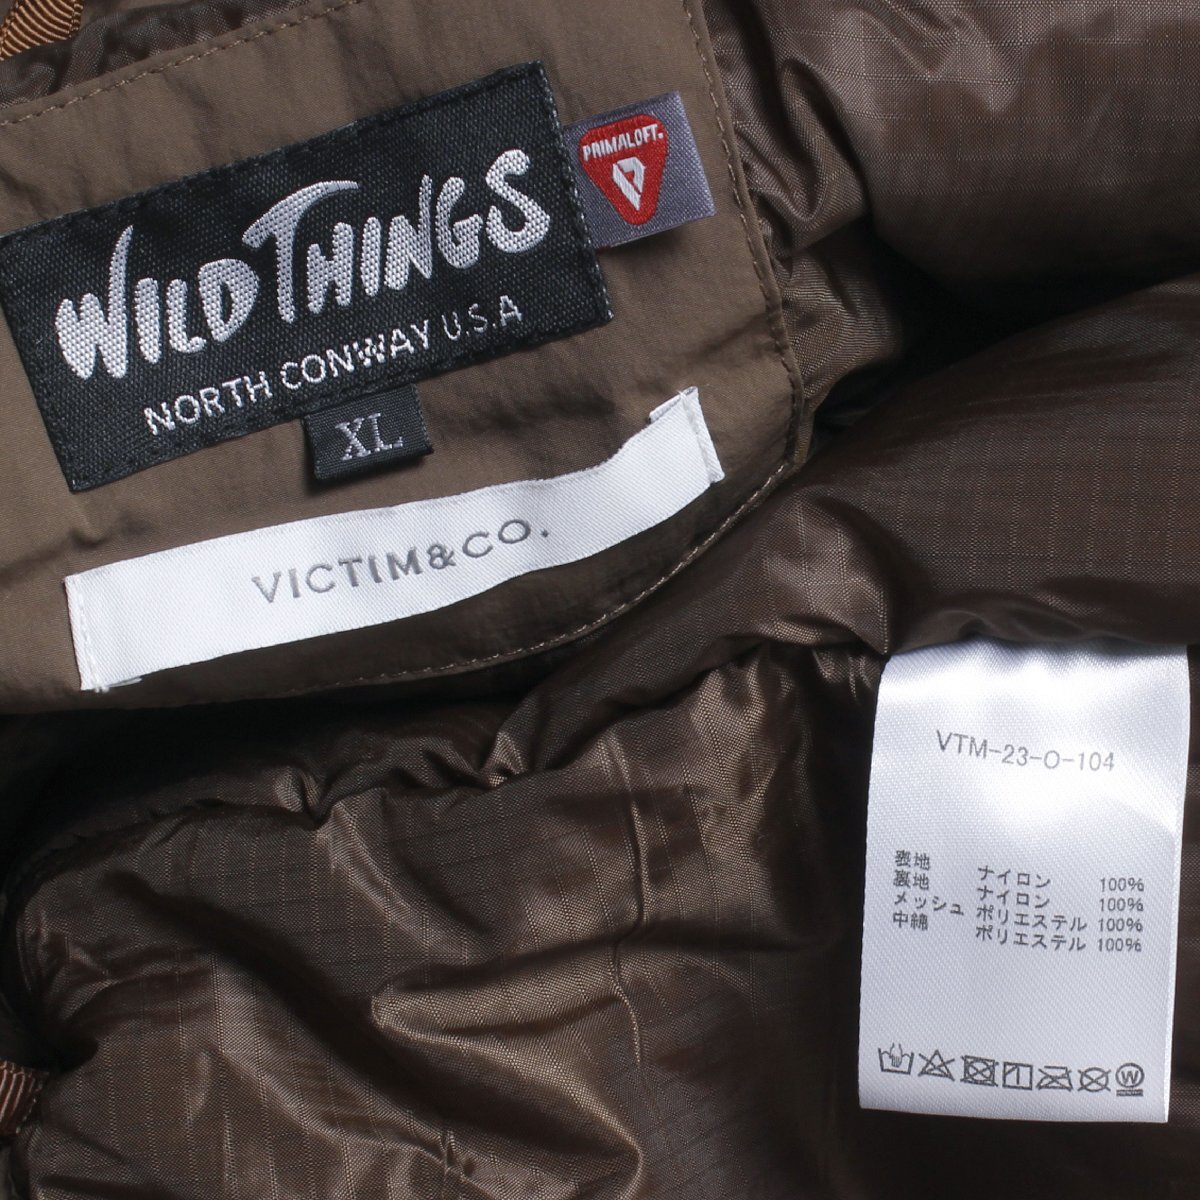 WILD THINGS
NORTH CONWAY U.S.A
PRIMALOFT.
XL
VICTIM&CO.
VTM-23-O-104
表地 ナイロン 100%
裏地 ナイロン 100%
メッシュ ポリエステル 100%
中綿 ポリエステル 100%
W